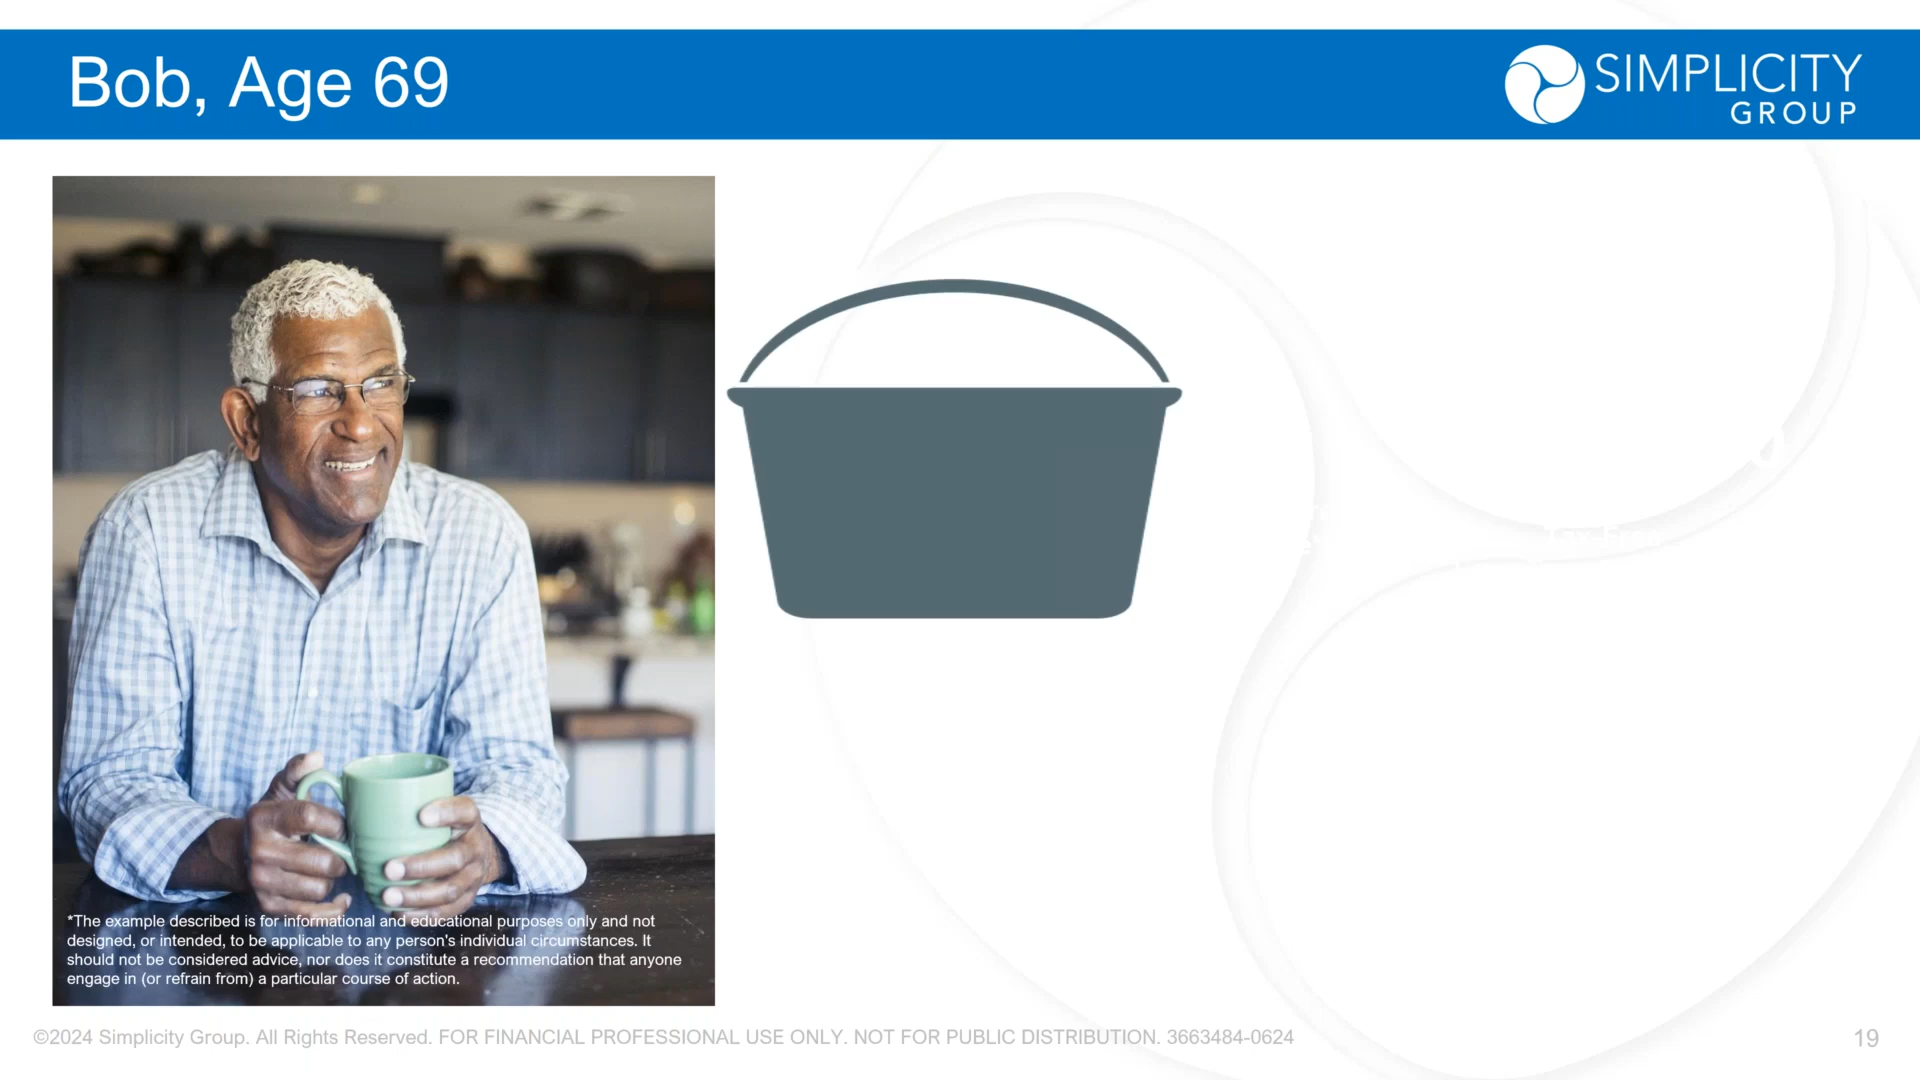 Bob, Age 69
SIMPLICITY
GROUP
Tax-Free
*The example described is for informational and educational purposes only and not
designed, or intended, to be applicable to any person's individual circumstances. It
should not be considered advice, nor does it constitute a recommendation that anyone
engage in (or refrain from) a particular course of action.
©2024 Simplicity Group. All Rights Reserved. FOR FINANCIAL PROFESSIONAL USE ONLY. NOT FOR PUBLIC DISTRIBUTION. 3663484-0624
19